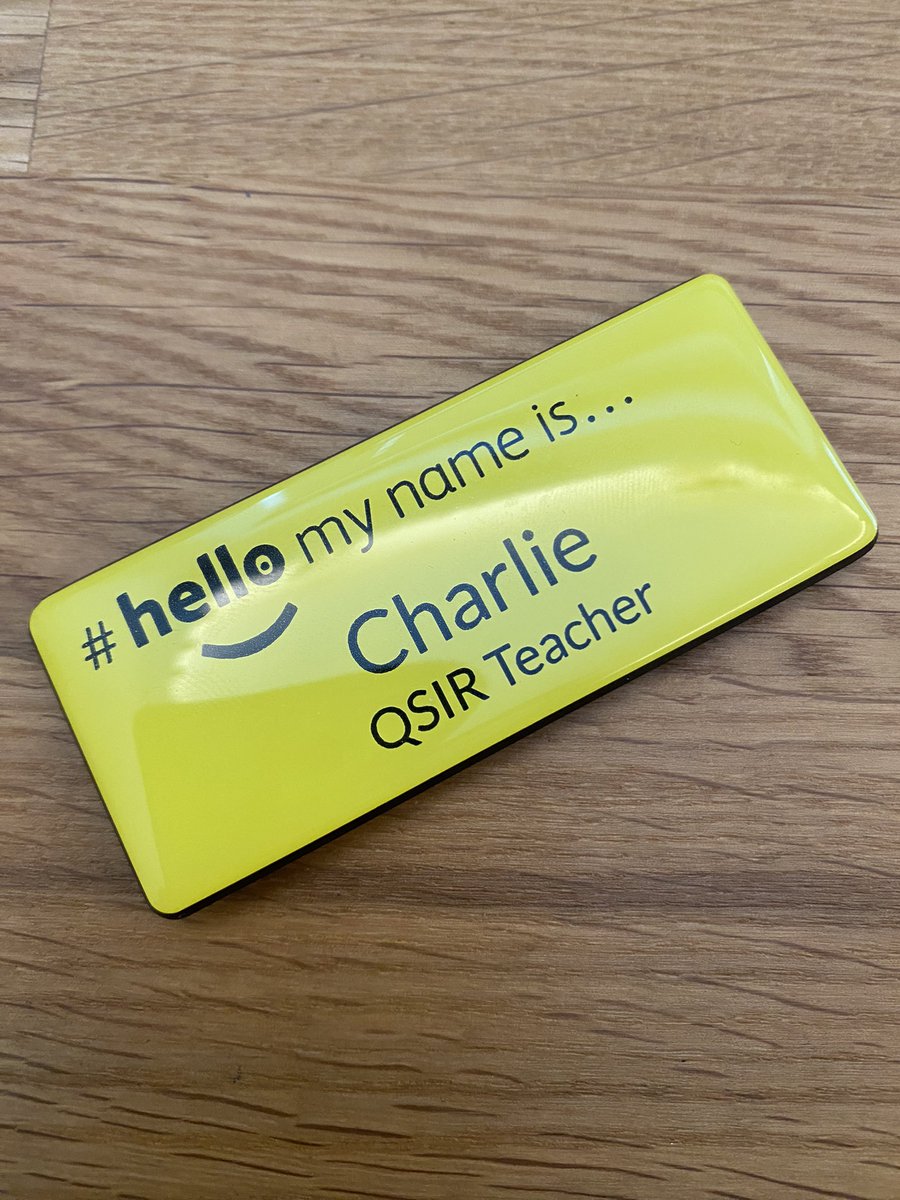 #hello my name is...
Charlie
QSIR Teacher